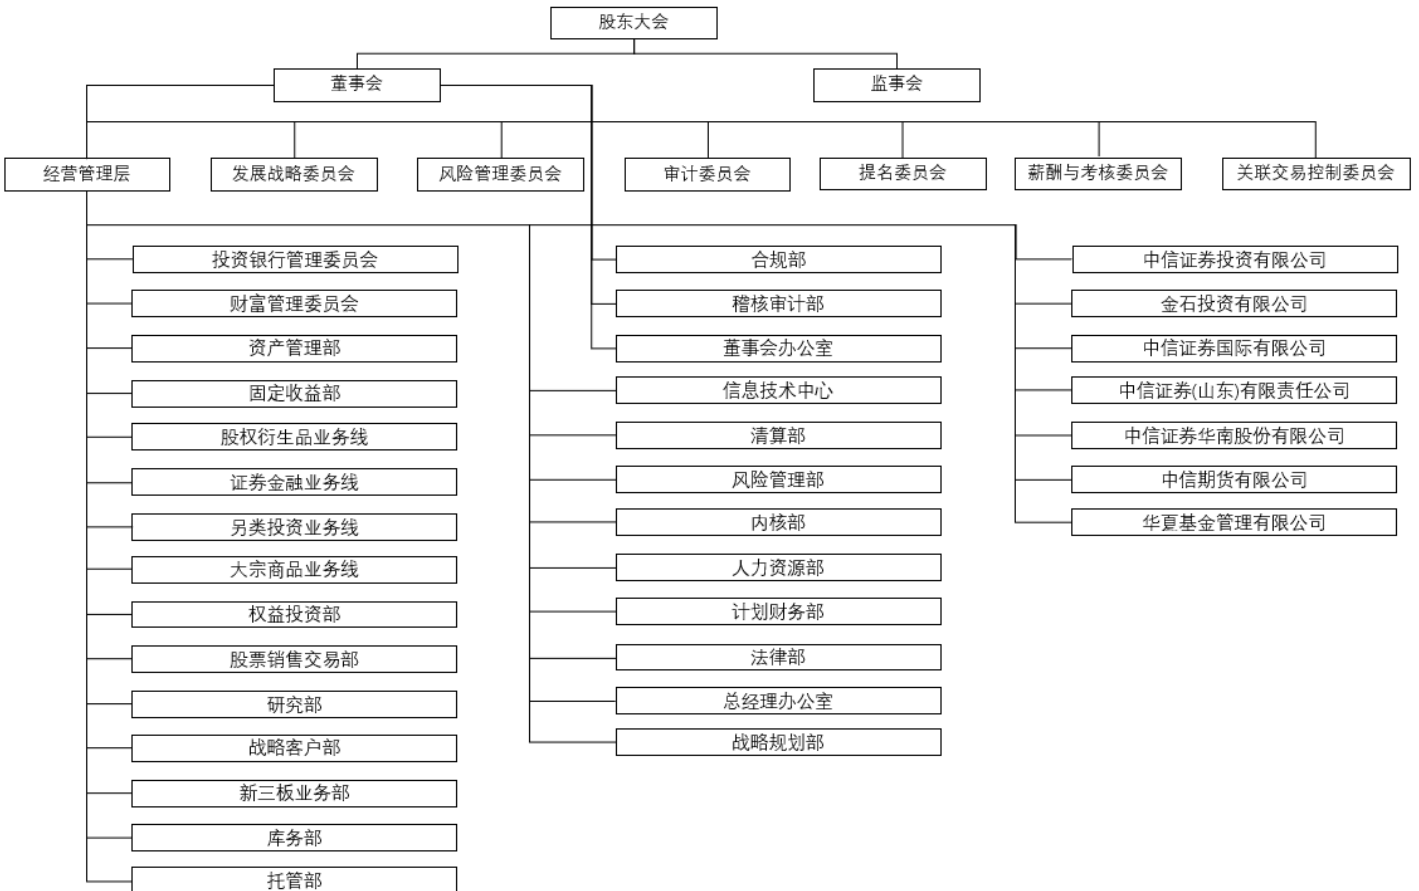 股东大会
董事会
监事会
经营管理层
发展战略委员会
风险管理委员会
审计委员会
提名委员会
薪酬与考核委员会
关联交易控制委员会
投资银行管理委员会
财富管理委员会
资产管理部
固定收益部
股权衍生品业务线
证券金融业务线
另类投资业务线
大宗商品业务线
权益投资部
股票销售交易部
研究部
战略客户部
新三板业务部
库务部
托管部
合规部
稽核审计部
董事会办公室
信息技术中心
清算部
风险管理部
内核部
人力资源部
计划财务部
法律部
总经理办公室
战略规划部
中信证券投资有限公司
金石投资有限公司
中信证券国际有限公司
中信证券(山东)有限责任公司
中信证券华南股份有限公司
中信期货有限公司
华夏基金管理有限公司